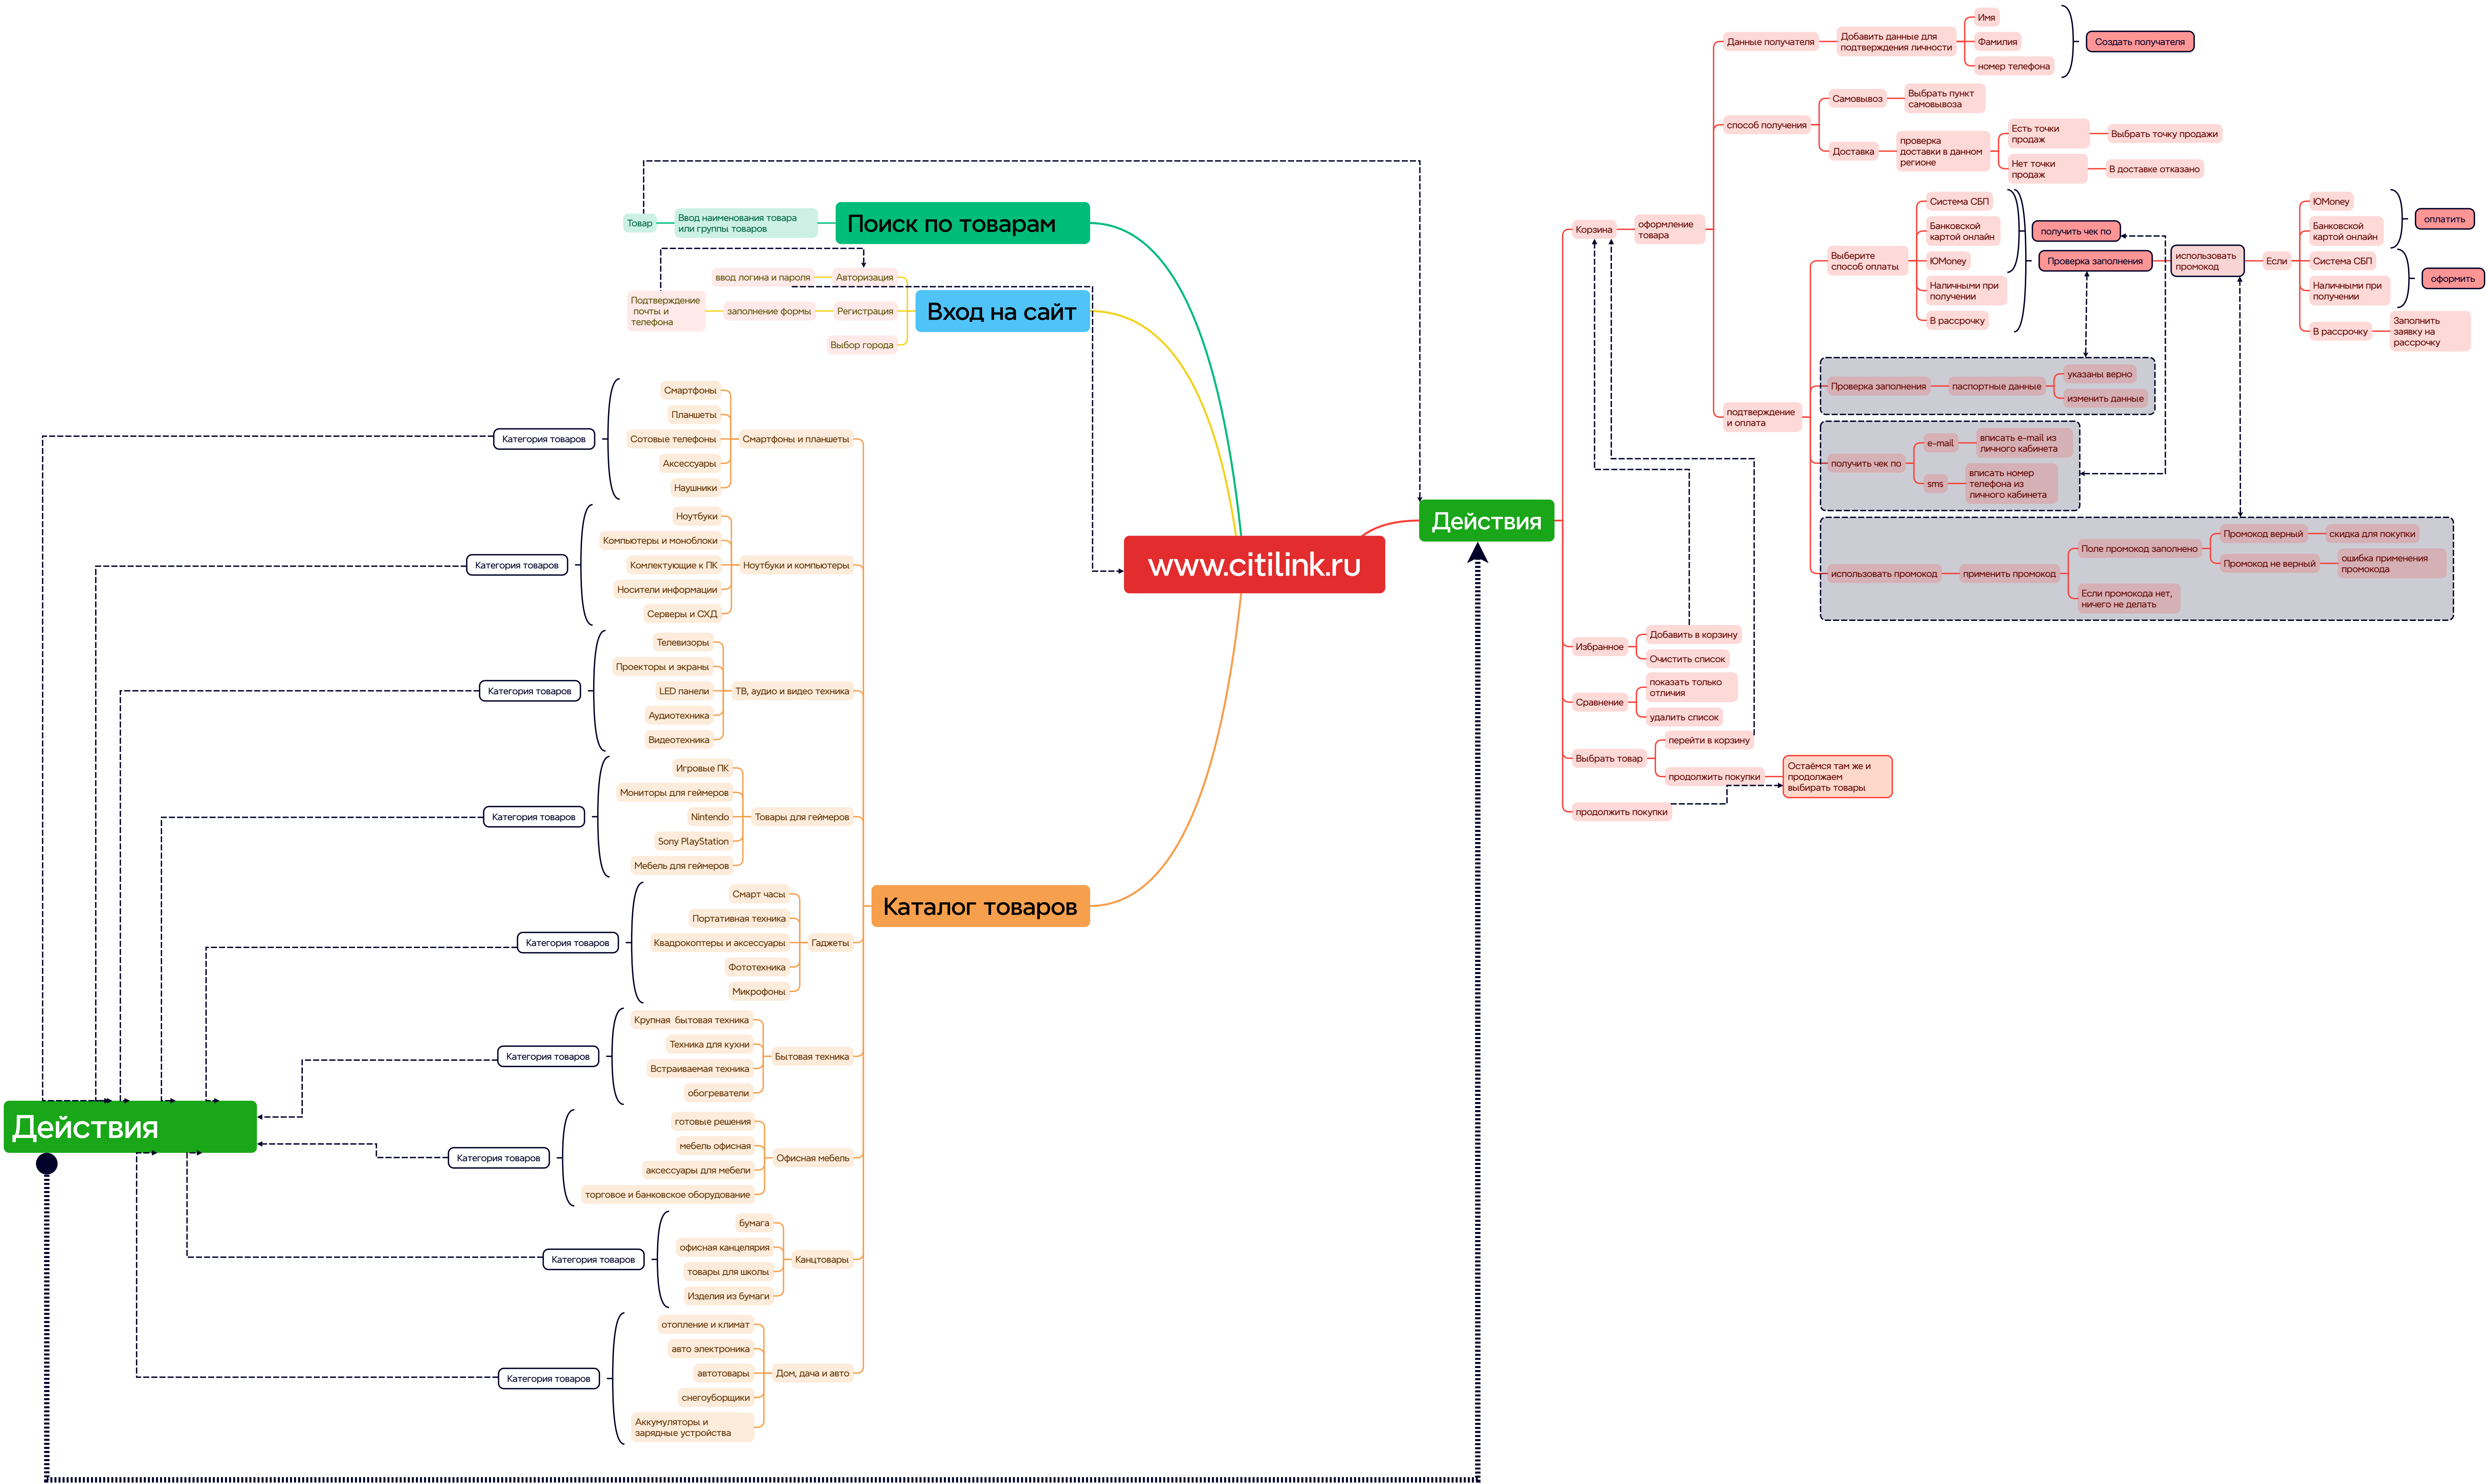 www.citilink.ru
Поиск по товарам
Ввод наименования товара
или группы товаров
Товар
Вход на сайт
Авторизация
ввод логина и пароля
Регистрация
заполнение формы
Подтверждение
почты и
телефона
Выбор города
Каталог товаров
Смартфоны и планшеты
Смартфоны
Планшеты
Сотовые телефоны
Аксессуары
Наушники
Категория товаров
Ноутбуки и компьютеры
Ноутбуки
Компьютеры и моноблоки
Комлектующие к ПК
Носители информации
Серверы и СХД
Категория товаров
ТВ, аудио и видео техника
Телевизоры
Проекторы и экраны
LED панели
Аудиотехника
Видеотехника
Категория товаров
Товары для геймеров
Игровые ПК
Мониторы для геймеров
Nintendo
Sony PlayStation
Мебель для геймеров
Категория товаров
Гаджеты
Смарт часы
Портативная техника
Квадрокоптеры и аксессуары
Фототехника
Микрофоны
Категория товаров
Бытовая техника
Крупная бытовая техника
Техника для кухни
Встраиваемая техника
обогреватели
Категория товаров
Офисная мебель
готовые решения
мебель офисная
аксессуары для мебели
торговое и банковское оборудование
Категория товаров
Канцтовары
бумага
офисная канцелярия
товары для школы
Изделия из бумаги
Категория товаров
Дом, дача и авто
отопление и климат
авто электроника
автотовары
снегоуборщики
Аккумуляторы и
зарядные устройства
Категория товаров
Действия
Действия
Корзина
оформление
товара
Данные получателя
Добавить данные для
подтверждения личности
Имя
Фамилия
номер телефона
Создать получателя
способ получения
Самовывоз
Выбрать пункт
самовывоза
Доставка
проверка
доставки в данном
регионе
Есть точки
продаж
Выбрать точку продажи
Нет точки
продаж
В доставке отказано
подтверждение
и оплата
Выберите
способ оплаты
Система СБП
Банковской
картой онлайн
ЮMoney
Наличными при
получении
В рассрочку
получить чек по
Проверка заполнения
использовать
промокод
Если
ЮMoney
Банковской
картой онлайн
Система СБП
Наличными при
получении
В рассрочку
Заполнить
заявку на
рассрочку
оплатить
оформить
Проверка заполнения
паспортные данные
указаны верно
изменить данные
получить чек по
e-mail
вписать e-mail из
личного кабинета
sms
вписать номер
телефона из
личного кабинета
использовать промокод
применить промокод
Поле промокод заполнено
Промокод верный
скидка для покупки
Промокод не верный
ошибка применения
промокода
Если промокода нет,
ничего не делать
Избранное
Добавить в корзину
Очистить список
Сравнение
показать только
отличия
удалить список
Выбрать товар
перейти в корзину
продолжить покупки
Остаёмся там же и
продолжаем
выбирать товары
продолжить покупки